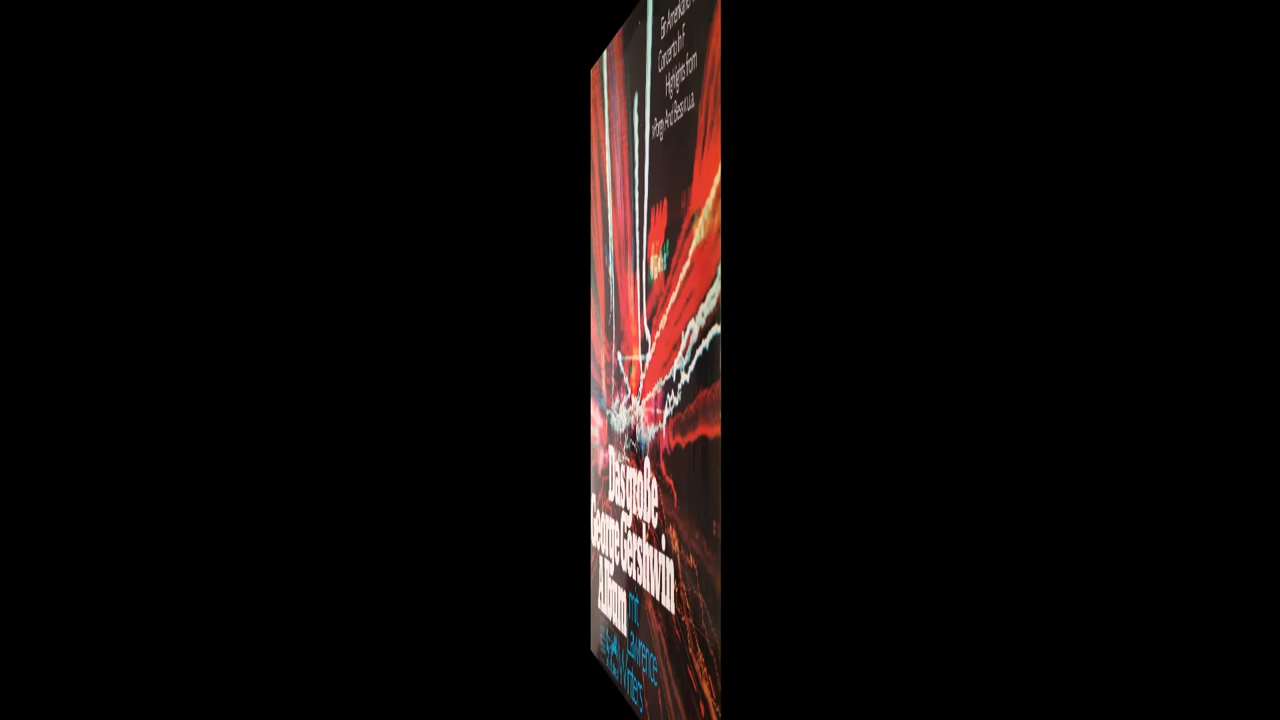 Ein Amerikaner
Concerto In F
Highlights from
»Porgy And Bess« u.a.
Das große
George Gershwin
Album
mit
Lawrence
Winters